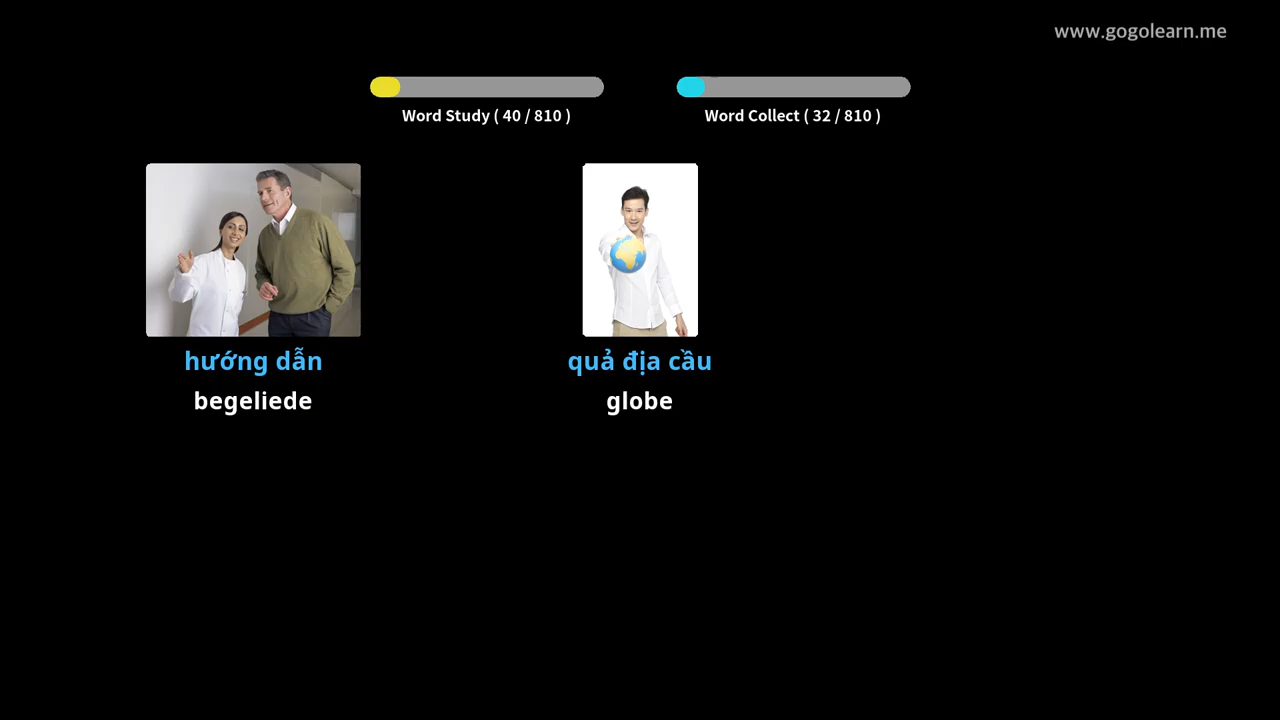 www.gogolearn.me
Word Study ( 40 / 810 )
Word Collect ( 32 / 810 )
hướng dẫn
begeliede
quả địa cầu
globe